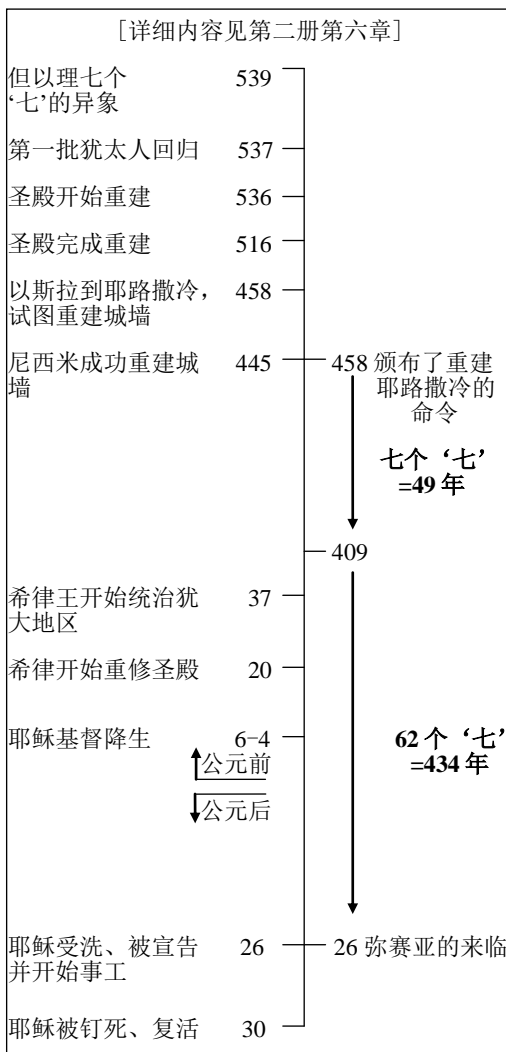 [详细内容见第二册第六章]
但以理七个
‘七’的异象
539
第一批犹太人回归
537
圣殿开始重建
536
圣殿完成重建
516
以斯拉到耶路撒冷，
试图重建城墙
458
尼西米成功重建城
墙
445
458 颁布了重建
耶路撒冷的
命令
七个‘七’
=49 年
409
希律王开始统治犹
大地区
37
希律开始重修圣殿
20
耶稣基督降生
6-4
62 个‘七’
=434 年
公元前
公元后
耶稣受洗、被宣告
并开始事工
26
26 弥赛亚的来临
耶稣被钉死、复活
30